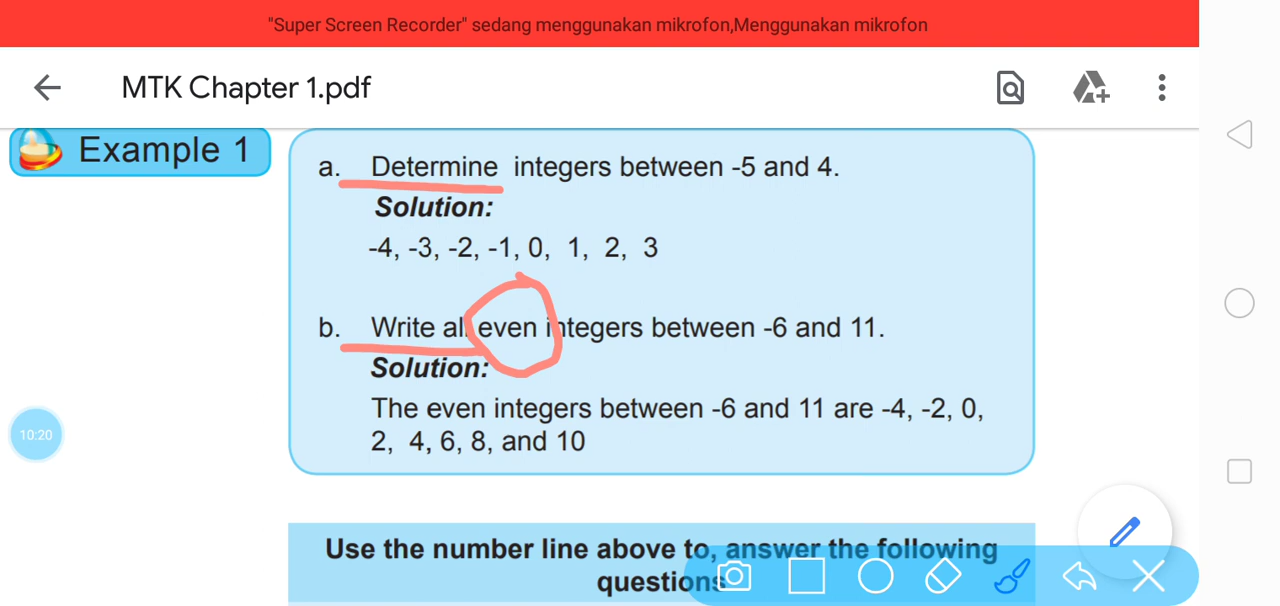 "Super Screen Recorder" sedang menggunakan mikrofon,Menggunakan mikrofon
MTK Chapter 1.pdf
Example 1
a. Determine integers between -5 and 4.
Solution:
-4, -3, -2, -1, 0, 1, 2, 3
b. Write all even integers between -6 and 11.
Solution:
The even integers between -6 and 11 are -4, -2, 0,
2, 4, 6, 8, and 10
10:20
Use the number line above to, answer the following
questions